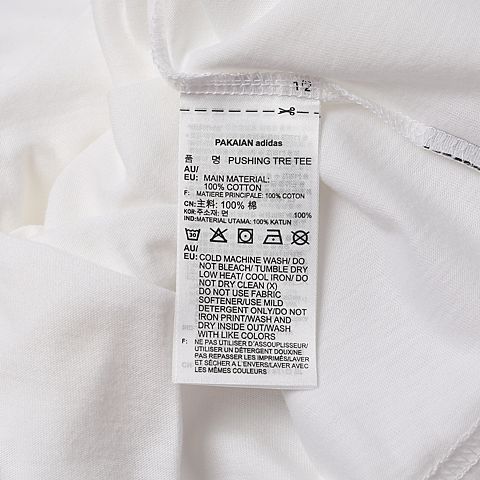 12
PAKAIAN adidas
품 명 PUSHING TRE TEE
AU/
EU: MAIN MATERIAL:
100% COTTON
F: MATIERE PRINCIPALE: 100% COTON
CN: 主料: 100% 棉
KOR: 주소재: 면 100%
IND: MATERIAL UTAMA: 100% KATUN
30
AU/
EU: COLD MACHINE WASH/ DO
NOT BLEACH/ TUMBLE DRY
LOW HEAT/ COOL IRON/ DO
NOT DRY CLEAN (X)
DO NOT USE FABRIC
SOFTENER/USE MILD
DETERGENT ONLY/DO NOT
IRON PRINT/WASH AND
DRY INSIDE OUT/WASH
WITH LIKE COLORS
F: NE PAS UTILISER D'ASSOUPLISSEUR/
UTILISER UN DÉTERGENT DOUX/NE
PAS REPASSER LES IMPRIMÉS/LAVER
ET SÉCHER A L'ENVERS/LAVER AVEC
LES MÊMES COULEURS